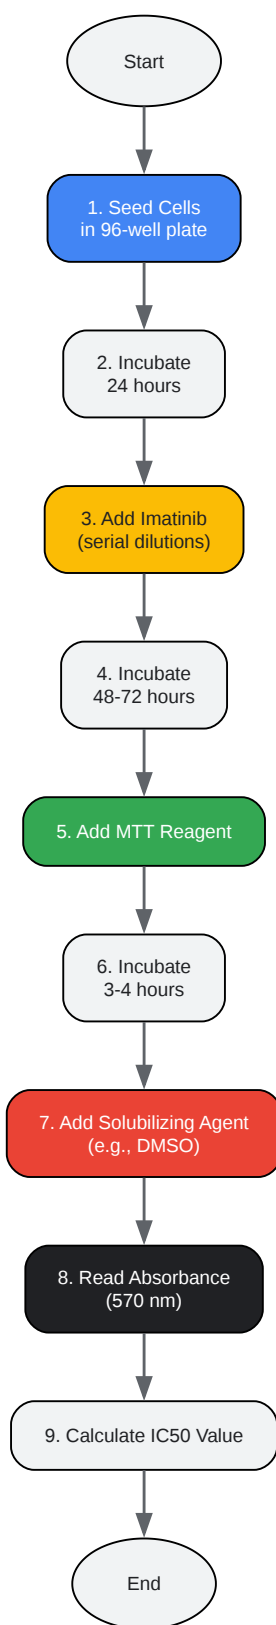 Start
1. Seed Cells
in 96-well plate
2. Incubate
24 hours
3. Add Imatinib
(serial dilutions)
4. Incubate
48-72 hours
5. Add MTT Reagent
6. Incubate
3-4 hours
7. Add Solubilizing Agent
(e.g., DMSO)
8. Read Absorbance
(570 nm)
9. Calculate IC50 Value
End